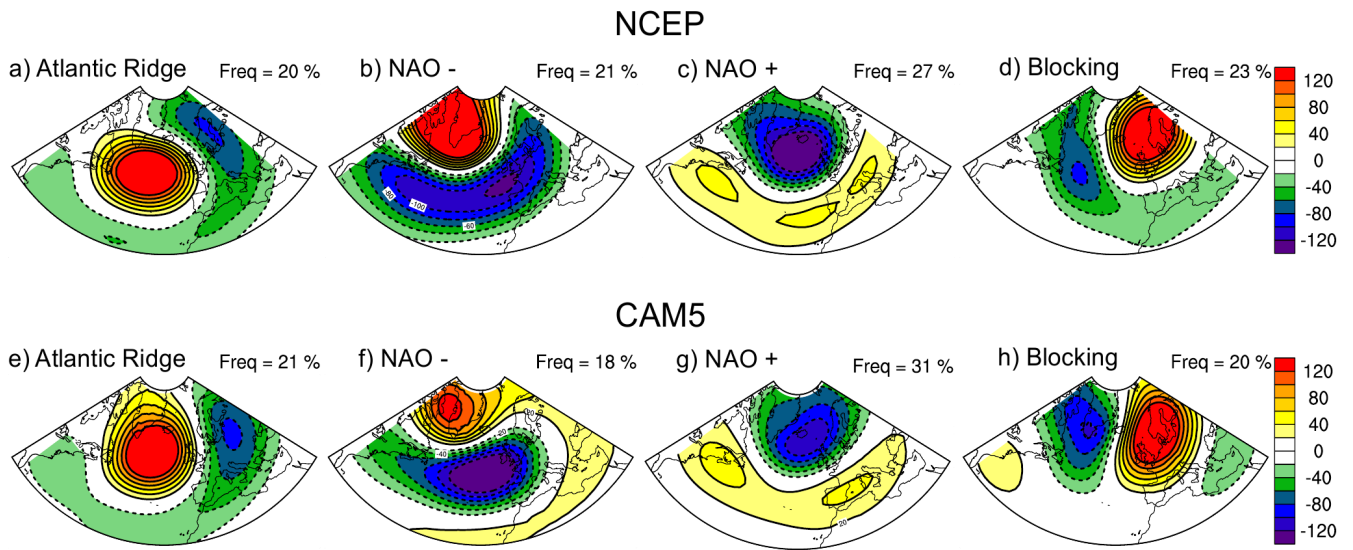 NCEP
a) Atlantic Ridge Freq = 20 %
b) NAO - Freq = 21 %
c) NAO + Freq = 27 %
d) Blocking Freq = 23 %
120
80
40
0
-40
-80
-120
-80
-100
-60
CAM5
e) Atlantic Ridge Freq = 21 %
f) NAO - Freq = 18 %
g) NAO + Freq = 31 %
h) Blocking Freq = 20 %
120
80
40
0
-40
-80
-120
-40
20